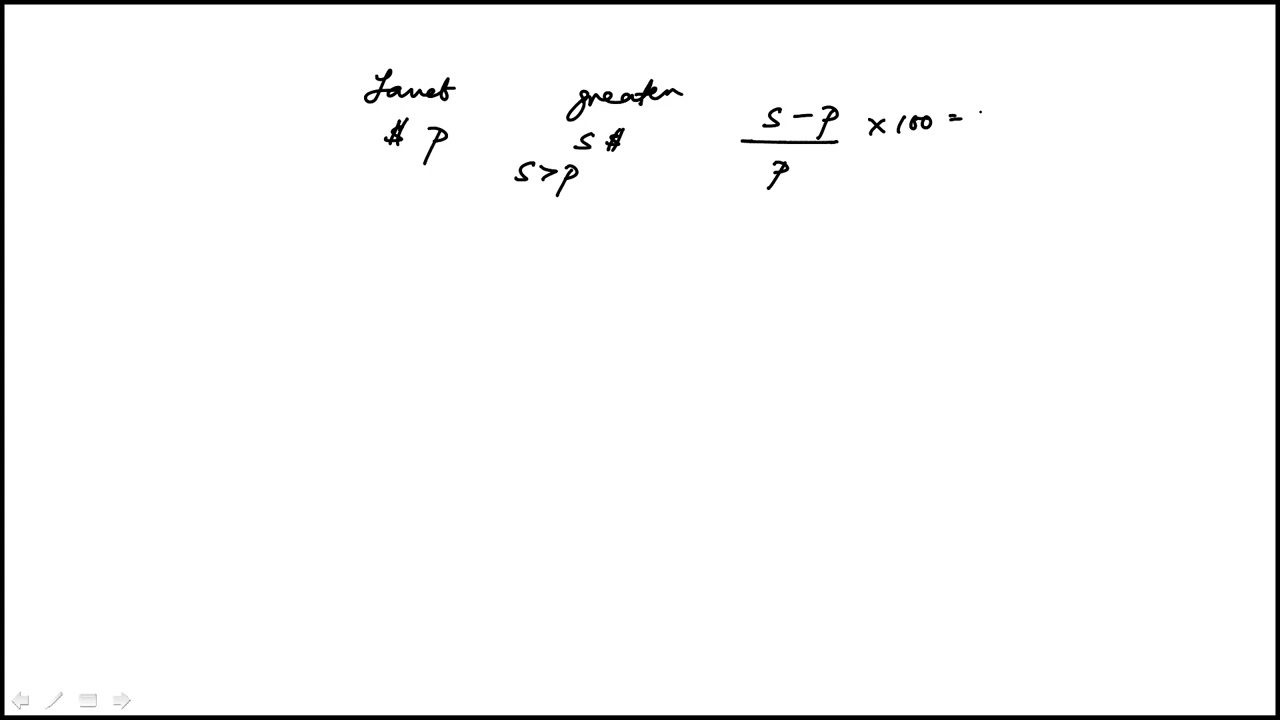 Janet greater
$ p s $
s > p
s - p
p
× 100 =